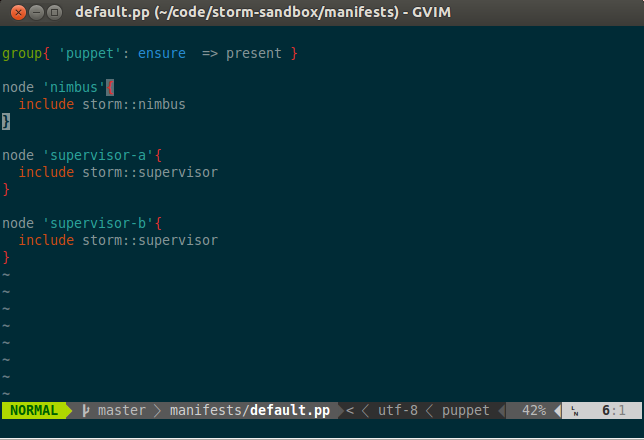 default.pp (~/code/storm-sandbox/manifests) - GVIM
group{ 'puppet': ensure  => present }
node 'nimbus'{
  include storm::nimbus
}
node 'supervisor-a'{
  include storm::supervisor
}
node 'supervisor-b'{
  include storm::supervisor
}
~
~
~
~
~
~
~
~
NORMAL master manifests/default.pp < utf-8 puppet 42% LN 6:1